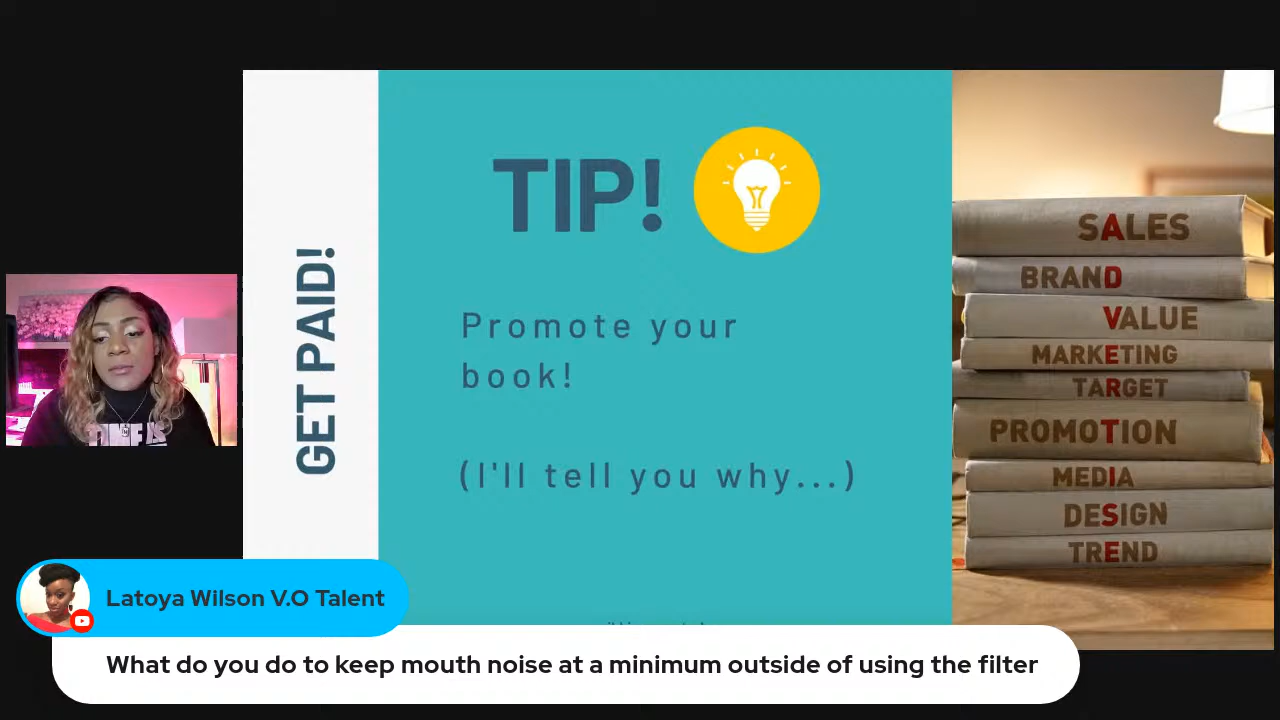 GET PAID!
TIP!
Promote your
book!
(I'll tell you why...)
SALES
BRAND
VALUE
MARKETING
TARGET
PROMOTION
MEDIA
DESIGN
TREND
Latoya Wilson V.O Talent
What do you do to keep mouth noise at a minimum outside of using the filter